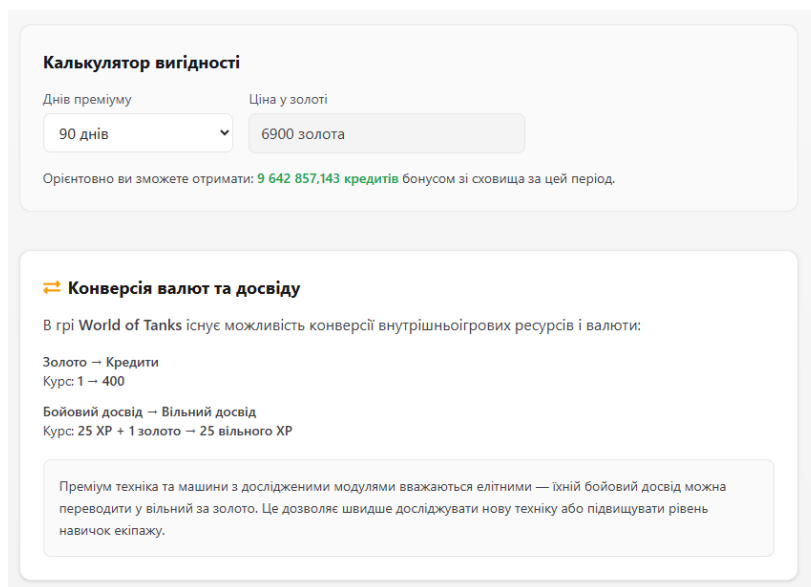 Калькулятор вигідності
Днів преміуму
Ціна у золоті
90 днів
6900 золота
Орієнтовно ви зможете отримати: 9 642 857,143 кредитів бонусом зі сховища за цей період.
Конверсія валют та досвіду
В грі World of Tanks існує можливість конверсії внутрішньоігрових ресурсів і валюти:
Золото → Кредити
Курс: 1 → 400
Бойовий досвід → Вільний досвід
Курс: 25 XP + 1 золото → 25 вільного XP
Преміум техніка та машини з дослідженими модулями вважаються елітними — їхній бойовий досвід можна
переводити у вільний за золото. Це дозволяє швидше досліджувати нову техніку або підвищувати рівень
навичок екіпажу.